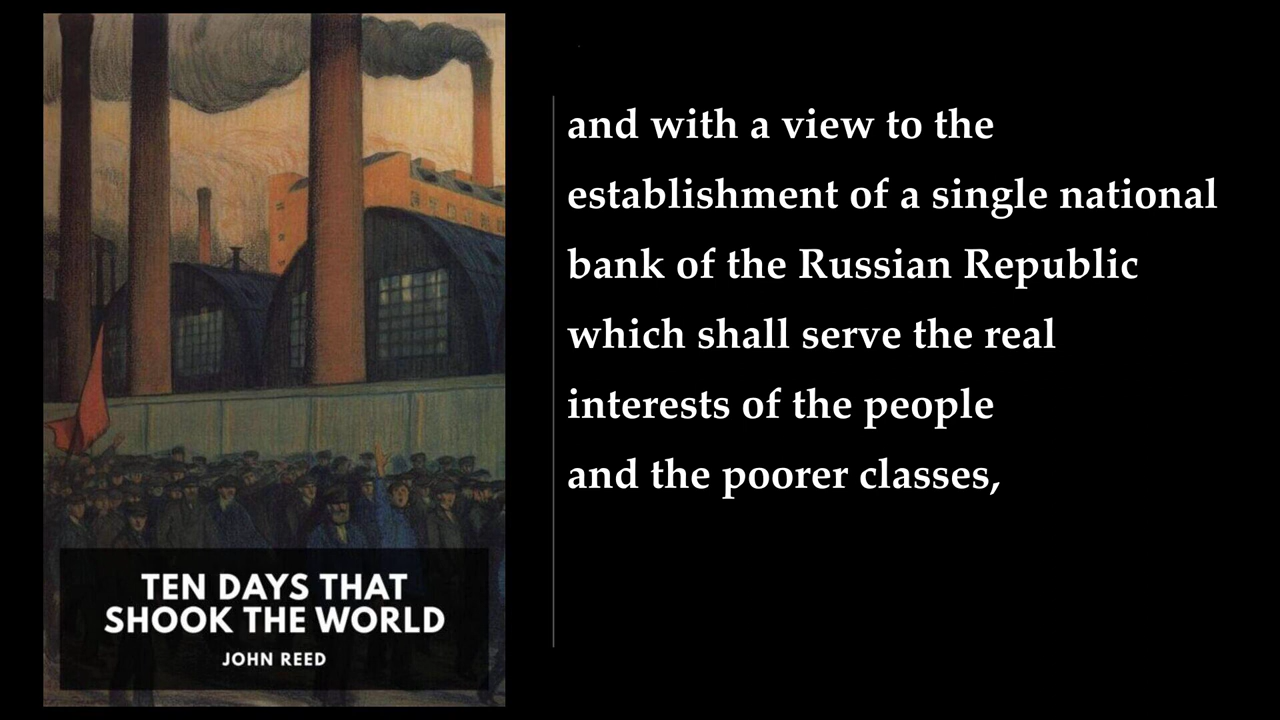 and with a view to the
establishment of a single national
bank of the Russian Republic
which shall serve the real
interests of the people
and the poorer classes,
TEN DAYS THAT
SHOOK THE WORLD
JOHN REED